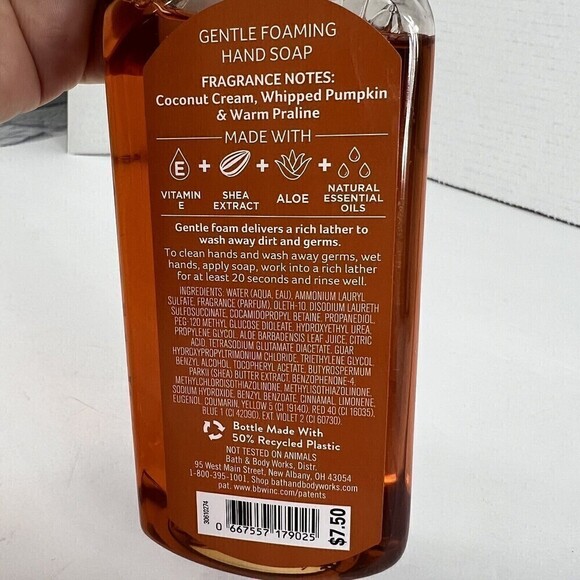 GENTLE FOAMING
HAND SOAP
FRAGRANCE NOTES:
Coconut Cream, Whipped Pumpkin
& Warm Praline
MADE WITH
E + + +
VITAMIN E
SHEA EXTRACT
ALOE
NATURAL ESSENTIAL OILS
Gentle foam delivers a rich lather to
wash away dirt and germs.
To clean hands and wash away germs, wet
hands, apply soap, work into a rich lather
for at least 20 seconds and rinse well.
INGREDIENTS: WATER (AQUA, EAU), AMMONIUM LAURYL
SULFATE, FRAGRANCE (PARFUM), OLETH-10, DISODIUM LAURETH
SULFOSUCCINATE, COCAMIDOPROPYL BETAINE, PROPANEDIOL,
PEG-120 METHYL GLUCOSE DIOLEATE, HYDROXYETHYL UREA,
PROPYLENE GLYCOL, ALOE BARBADENSIS LEAF JUICE, CITRIC
ACID, TETRASODIUM GLUTAMATE DIACETATE, GUAR
HYDROXYPROPYLTRIMONIUM CHLORIDE, TRIETHYLENE GLYCOL,
BENZYL ALCOHOL, TOCOPHERYL ACETATE, BUTYROSPERMUM
PARKII (SHEA) BUTTER EXTRACT, BENZOPHENONE-4,
METHYLCHLOROISOTHIAZOLINONE, METHYLISOTHIAZOLINONE,
SODIUM HYDROXIDE, BENZYL BENZOATE, CINNAMAL, LIMONENE,
EUGENOL, COUMARIN, YELLOW 5 (CI 19140), RED 40 (CI 16035),
BLUE 1 (CI 42090), EXT. VIOLET 2 (CI 60730).
Bottle Made With
50% Recycled Plastic
NOT TESTED ON ANIMALS
Bath & Body Works, Distr.
95 West Main Street, New Albany, OH 43054
1-800-395-1001, Shop bathandbodyworks.com
pat. www.bbwinc.com/patents
30610274
0 667557 179025
$7.50